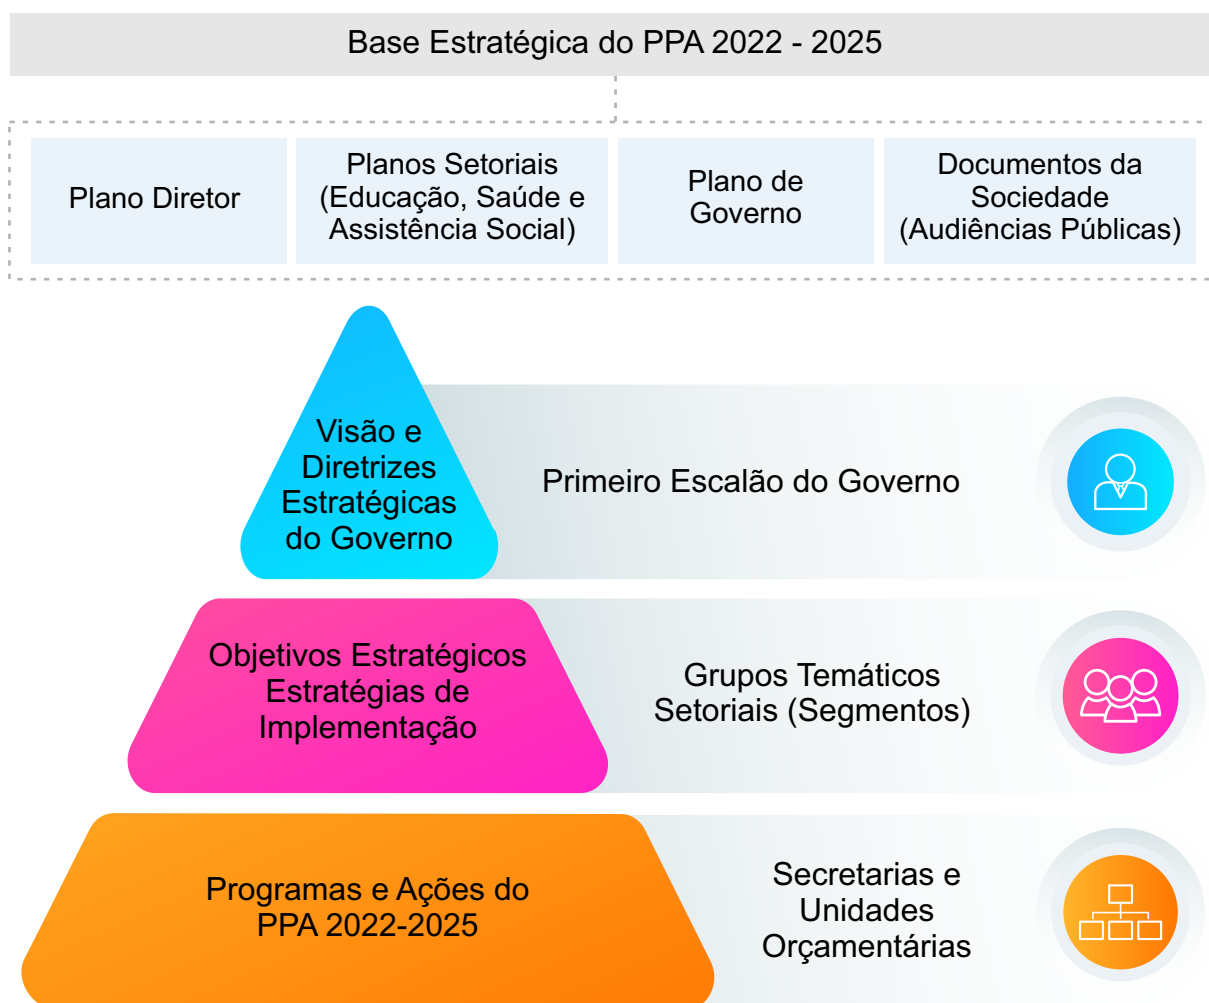 Base Estratégica do PPA 2022 - 2025
Plano Diretor
Planos Setoriais
(Educação, Saúde e
Assistência Social)
Plano de
Governo
Documentos da
Sociedade
(Audiências Públicas)
Visão e
Diretrizes
Estratégicas
do Governo
Primeiro Escalão do Governo
Objetivos Estratégicos
Estratégias de
Implementação
Grupos Temáticos
Setoriais (Segmentos)
Programas e Ações do
PPA 2022-2025
Secretarias e
Unidades
Orçamentárias